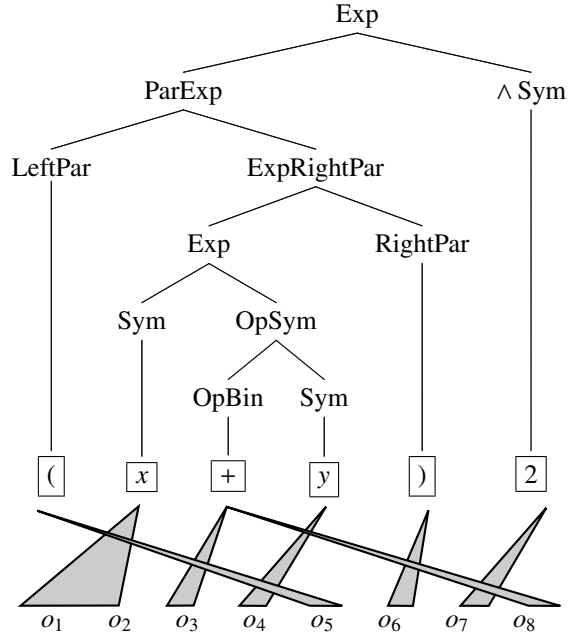 Exp
ParExp ∧ Sym
LeftPar ExpRightPar
Exp RightPar
Sym OpSym
OpBin Sym
( x + y ) 2
o1 o2 o3 o4 o5 o6 o7 o8